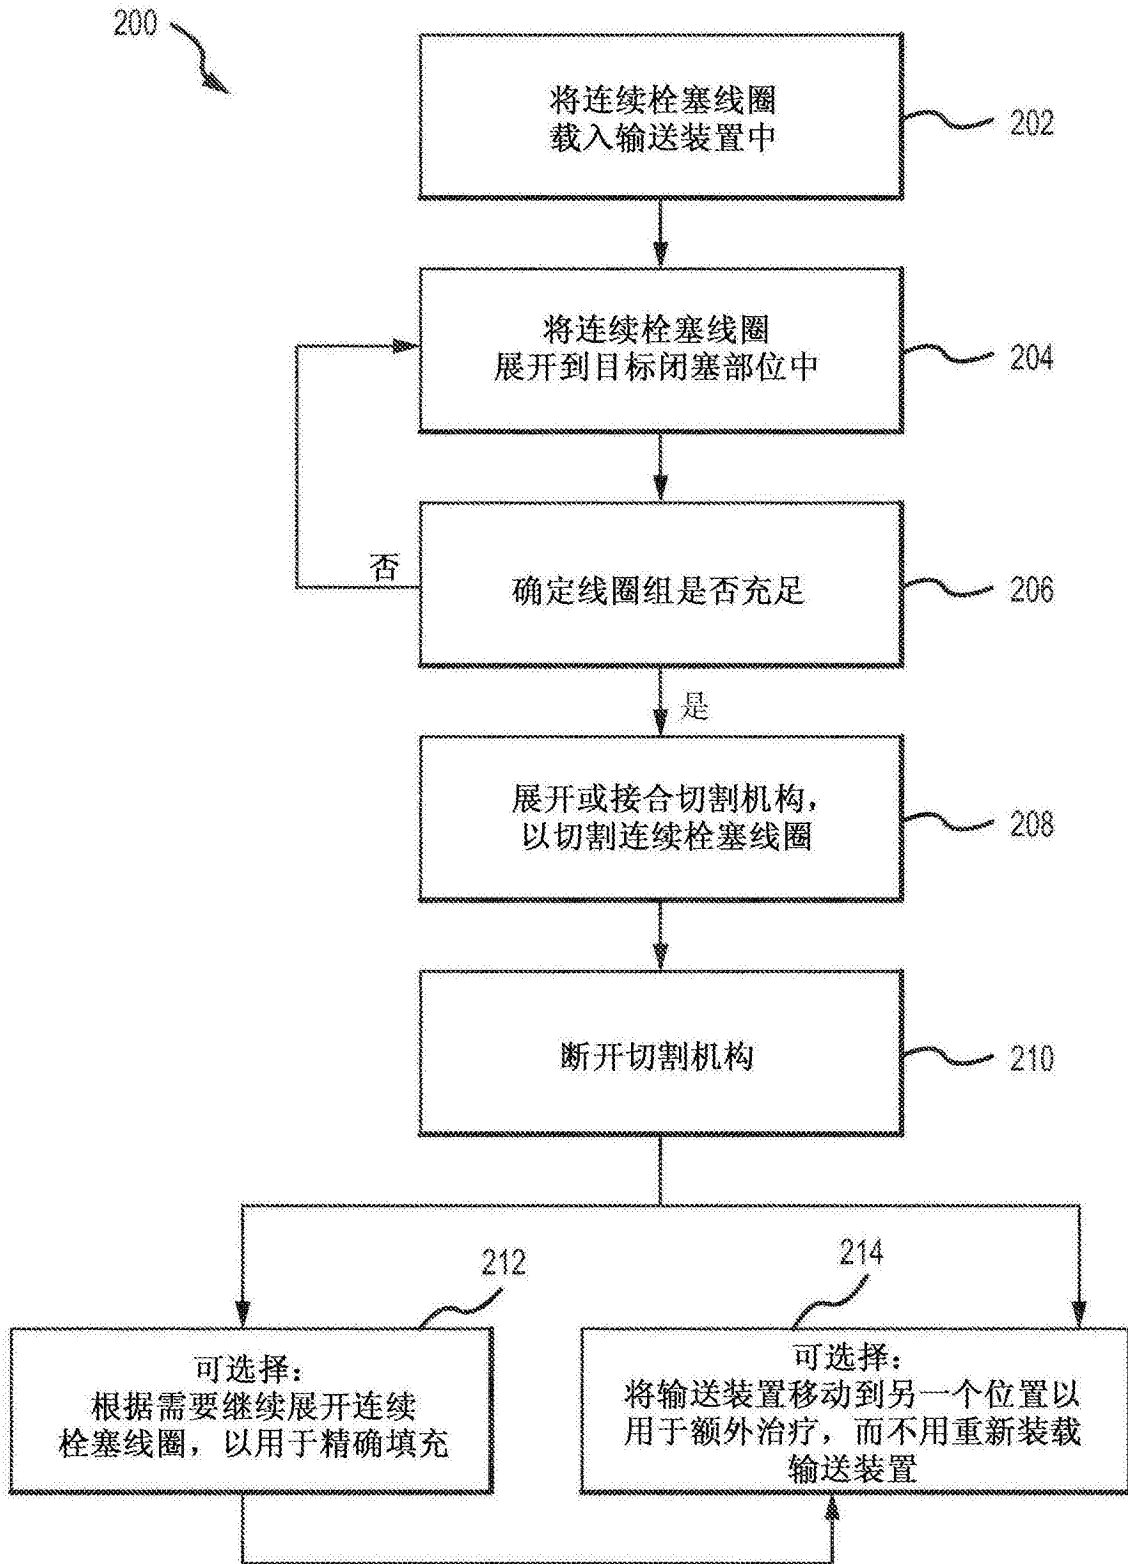 200
将连续栓塞线圈
载入输送装置中
202
将连续栓塞线圈
展开到目标闭塞部位中
204
否
确定线圈组是否充足
206
是
展开或接合切割机构，
以切割连续栓塞线圈
208
断开切割机构
210
212
可选择：
根据需要继续展开连续
栓塞线圈，以用于精确填充
214
可选择：
将输送装置移动到另一个位置以
用于额外治疗，而不用重新装载
输送装置